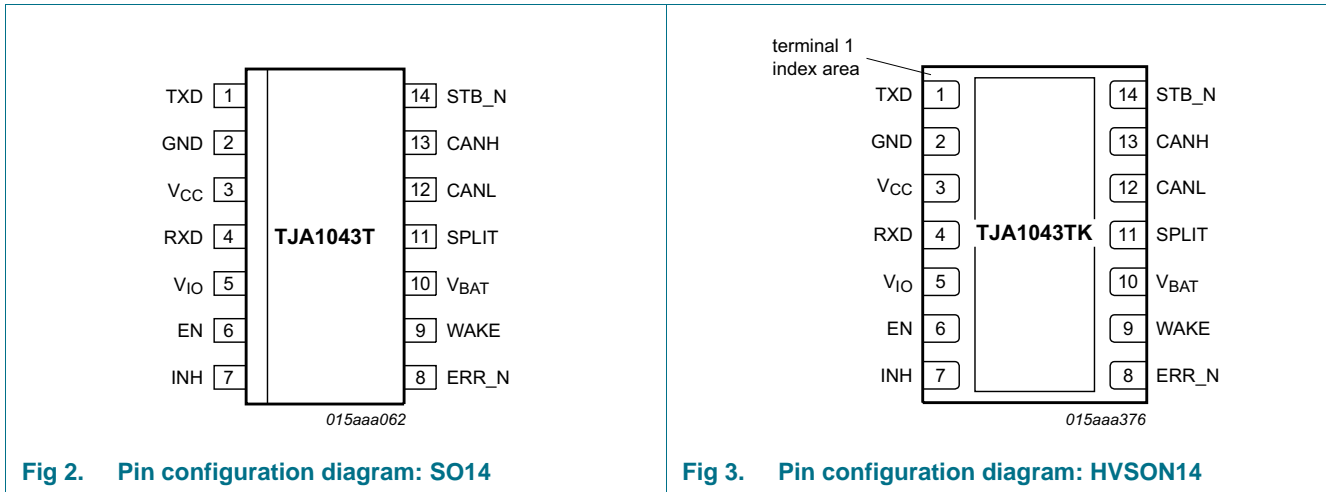 TXD 1 14 STB_N
GND 2 13 CANH
VCC 3 12 CANL
RXD 4 TJA1043T 11 SPLIT
VIO 5 10 VBAT
EN 6 9 WAKE
INH 7 8 ERR_N
015aaa062
Fig 2. Pin configuration diagram: SO14
terminal 1
index area
TXD 1 14 STB_N
GND 2 13 CANH
VCC 3 12 CANL
RXD 4 TJA1043TK 11 SPLIT
VIO 5 10 VBAT
EN 6 9 WAKE
INH 7 8 ERR_N
015aaa376
Fig 3. Pin configuration diagram: HVSON14